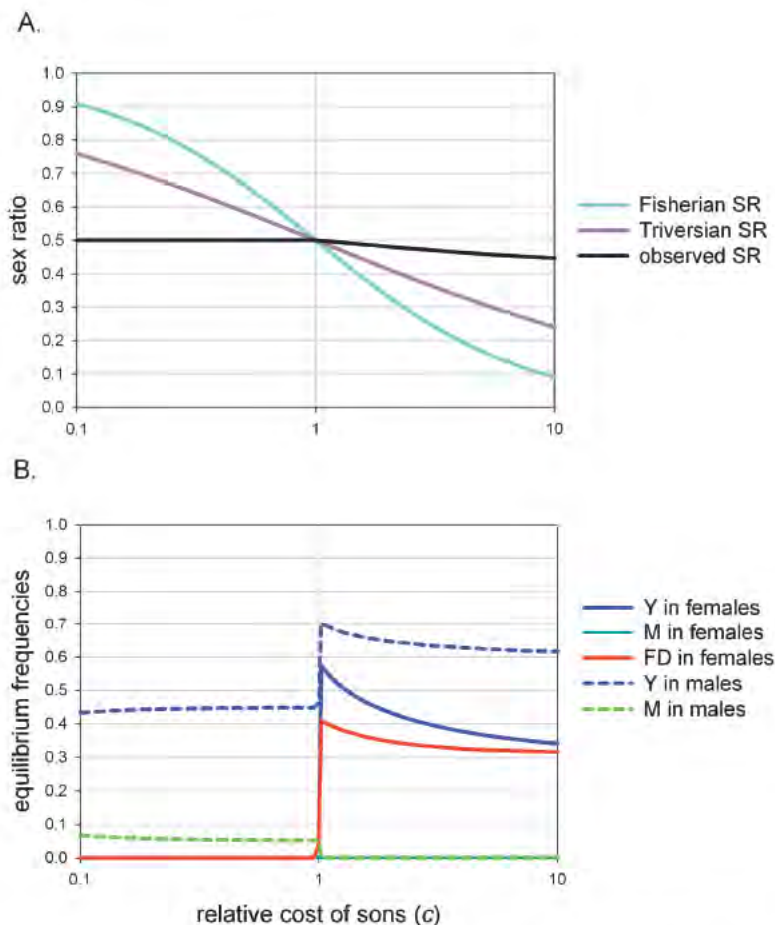 A.
1.0
0.9
0.8
0.7
0.6
0.5
0.4
0.3
0.2
0.1
0.0
sex ratio
0.1 1 10
Fisherian SR
Triversian SR
observed SR
B.
1.0
0.9
0.8
0.7
0.6
0.5
0.4
0.3
0.2
0.1
0.0
equilibrium frequencies
0.1 1 10
relative cost of sons (c)
Y in females
M in females
FD in females
Y in males
M in males